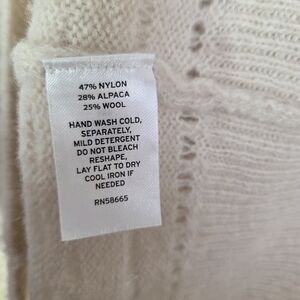 47% NYLON
28% ALPACA
25% WOOL
HAND WASH COLD,
SEPARATELY,
MILD DETERGENT
DO NOT BLEACH
RESHAPE,
LAY FLAT TO DRY
COOL IRON IF
NEEDED
RN58665